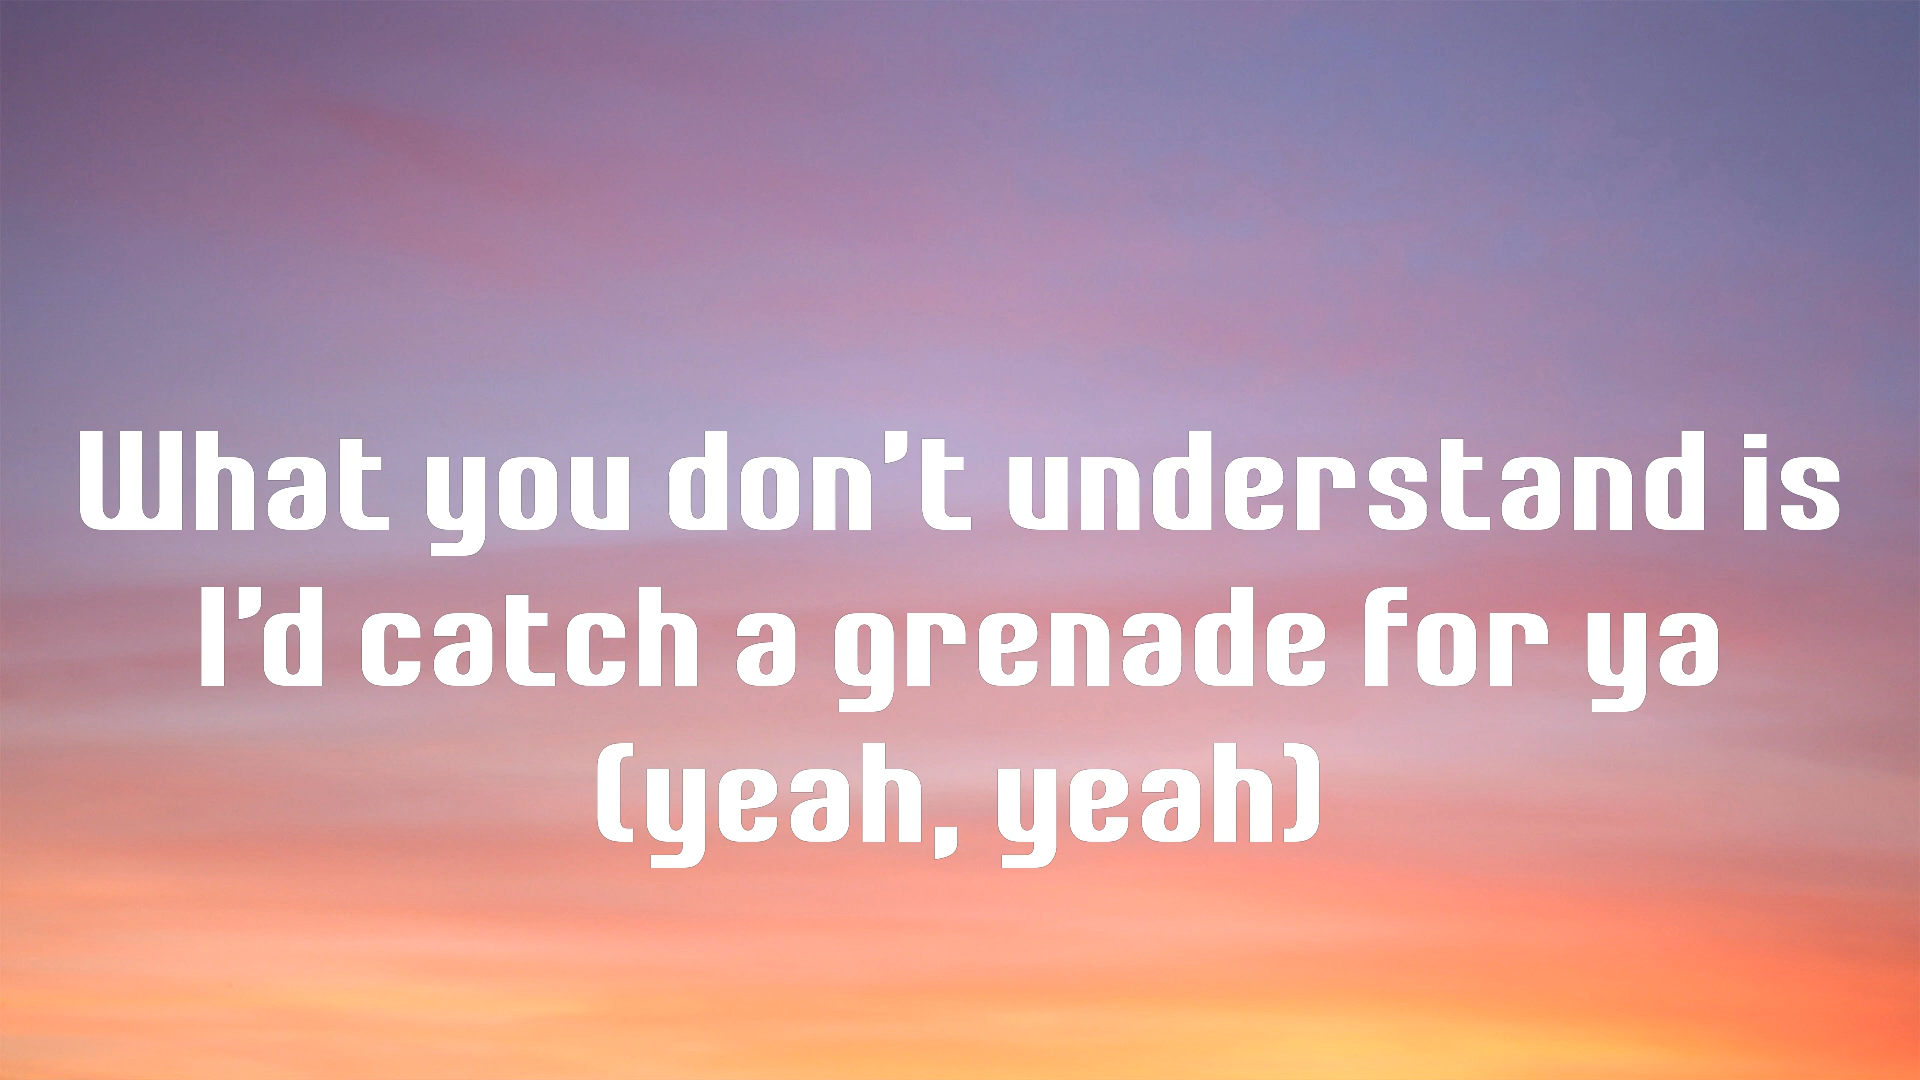 What you don't understand is
I'd catch a grenade for ya
(yeah, yeah)